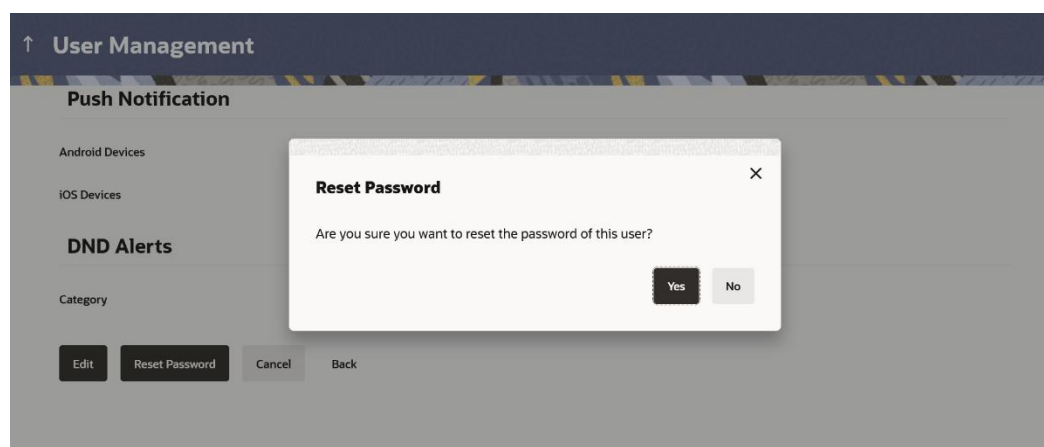 User Management
Push Notification
Android Devices
iOS Devices
Reset Password
Are you sure you want to reset the password of this user?
Yes No
DND Alerts
Category
Edit Reset Password Cancel Back